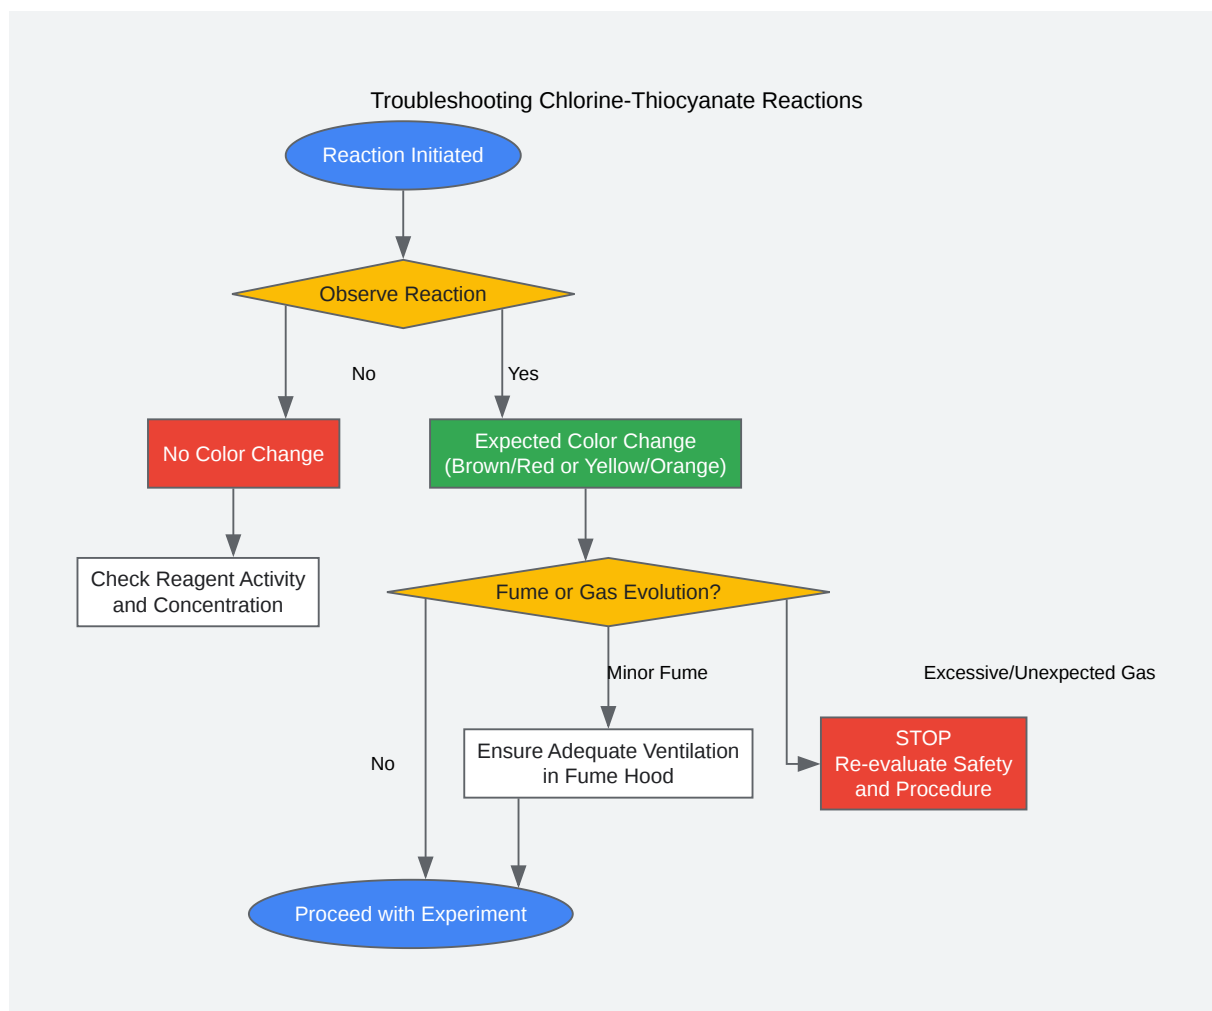 Troubleshooting Chlorine-Thiocyanate Reactions
Reaction Initiated
Observe Reaction
No
Yes
No Color Change
Expected Color Change
(Brown/Red or Yellow/Orange)
Check Reagent Activity
and Concentration
Fume or Gas Evolution?
Minor Fume
Excessive/Unexpected Gas
No
Ensure Adequate Ventilation
in Fume Hood
STOP
Re-evaluate Safety
and Procedure
Proceed with Experiment